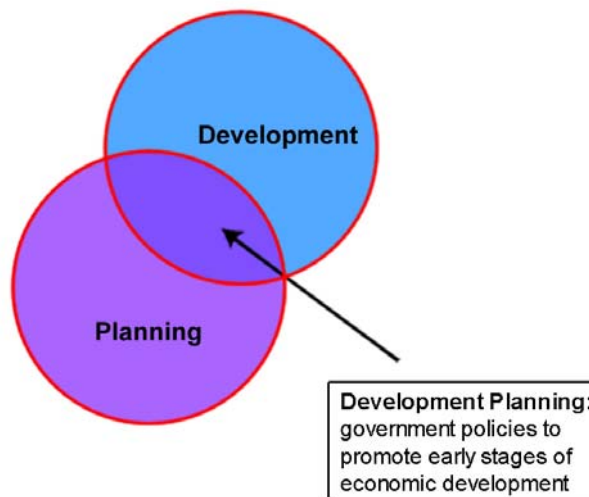 Development
Planning
Development Planning:
government policies to
promote early stages of
economic development